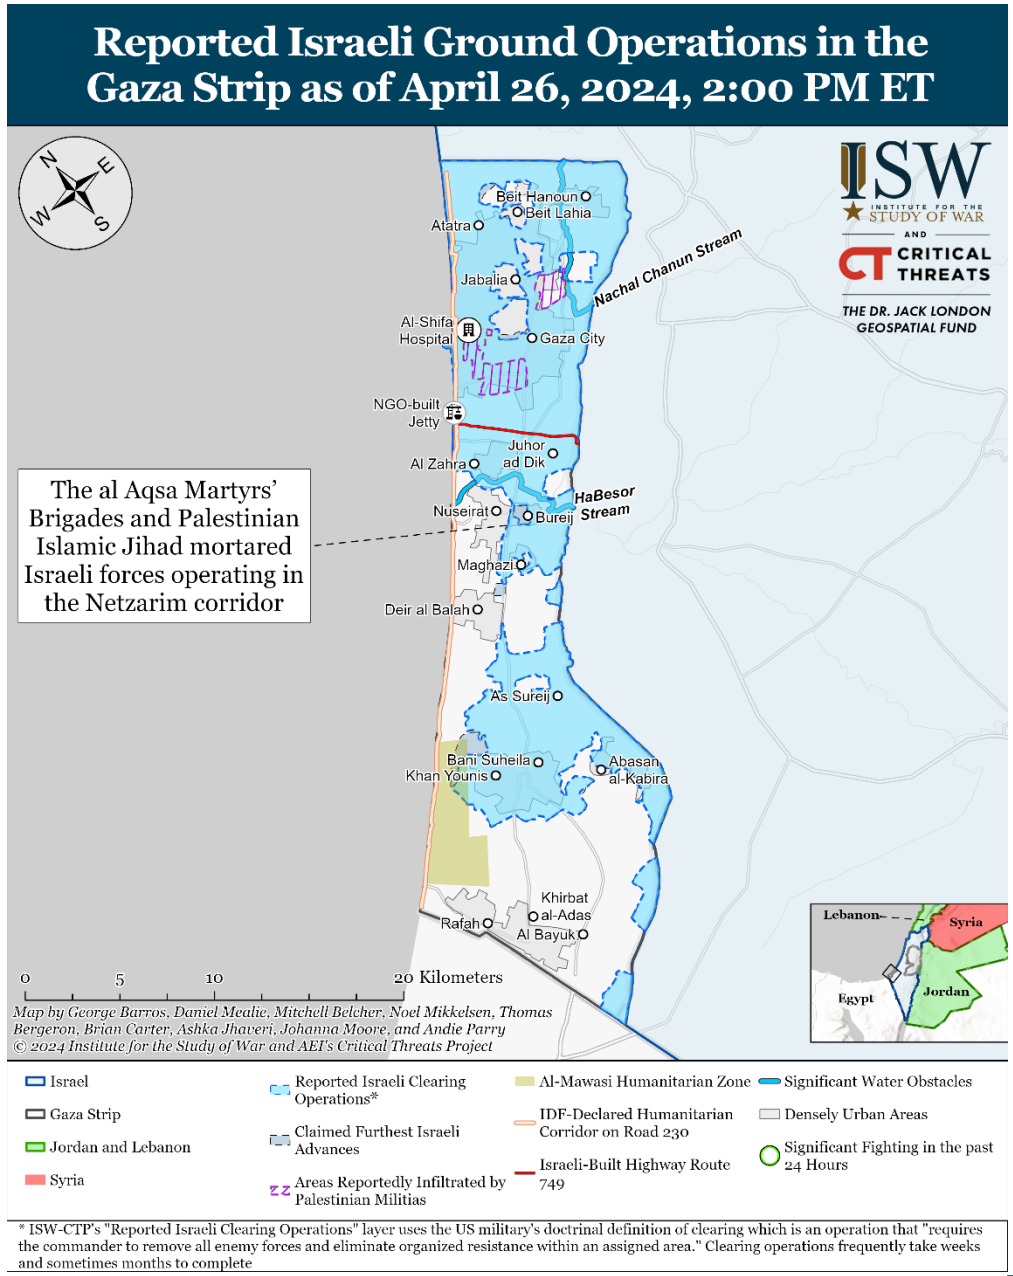 Reported Israeli Ground Operations in the
Gaza Strip as of April 26, 2024, 2:00 PM ET
N
E
W
S
ISW
INSTITUTE FOR THE
STUDY OF WAR
AND
CT CRITICAL
THREATS
THE DR. JACK LONDON
GEOSPATIAL FUND
Beit Hanoun
Beit Lahia
Atatra
Nachal Chanun Stream
Jabalia
Al-Shifa
Hospital
Gaza City
NGO-built
Jetty
Juhor
ad Dik
Al Zahra
The al Aqsa Martyrs'
Brigades and Palestinian
Islamic Jihad mortared
Israeli forces operating in
the Netzarim corridor
HaBesor
Stream
Nuseirat
Bureij
Maghazi
Deir al Balah
As Sureij
Bani Suheila
Khan Younis
Abasan
al-Kabira
Khirbat
al-Adas
Rafah
Al Bayuk
Lebanon
Syria
Egypt
Jordan
0 5 10 20 Kilometers
Map by George Barros, Daniel Mealie, Mitchell Belcher, Noel Mikkelsen, Thomas
Bergeron, Brian Carter, Ashka Jhaveri, Johanna Moore, and Andie Parry
© 2024 Institute for the Study of War and AEI's Critical Threats Project
Israel
Gaza Strip
Jordan and Lebanon
Syria
Reported Israeli Clearing
Operations*
Claimed Furthest Israeli
Advances
Areas Reportedly Infiltrated by
Palestinian Militias
Al-Mawasi Humanitarian Zone
IDF-Declared Humanitarian
Corridor on Road 230
Israeli-Built Highway Route
749
Significant Water Obstacles
Densely Urban Areas
Significant Fighting in the past
24 Hours
* ISW-CTP's "Reported Israeli Clearing Operations" layer uses the US military's doctrinal definition of clearing which is an operation that "requires
the commander to remove all enemy forces and eliminate organized resistance within an assigned area." Clearing operations frequently take weeks
and sometimes months to complete